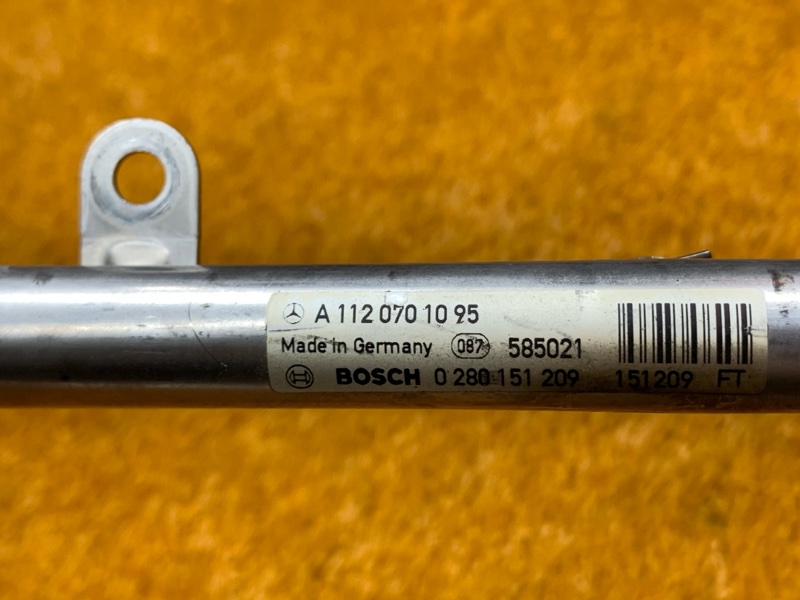 A 112 070 10 95
Made in Germany 087 585021
BOSCH 0 280 151 209 151209 FT